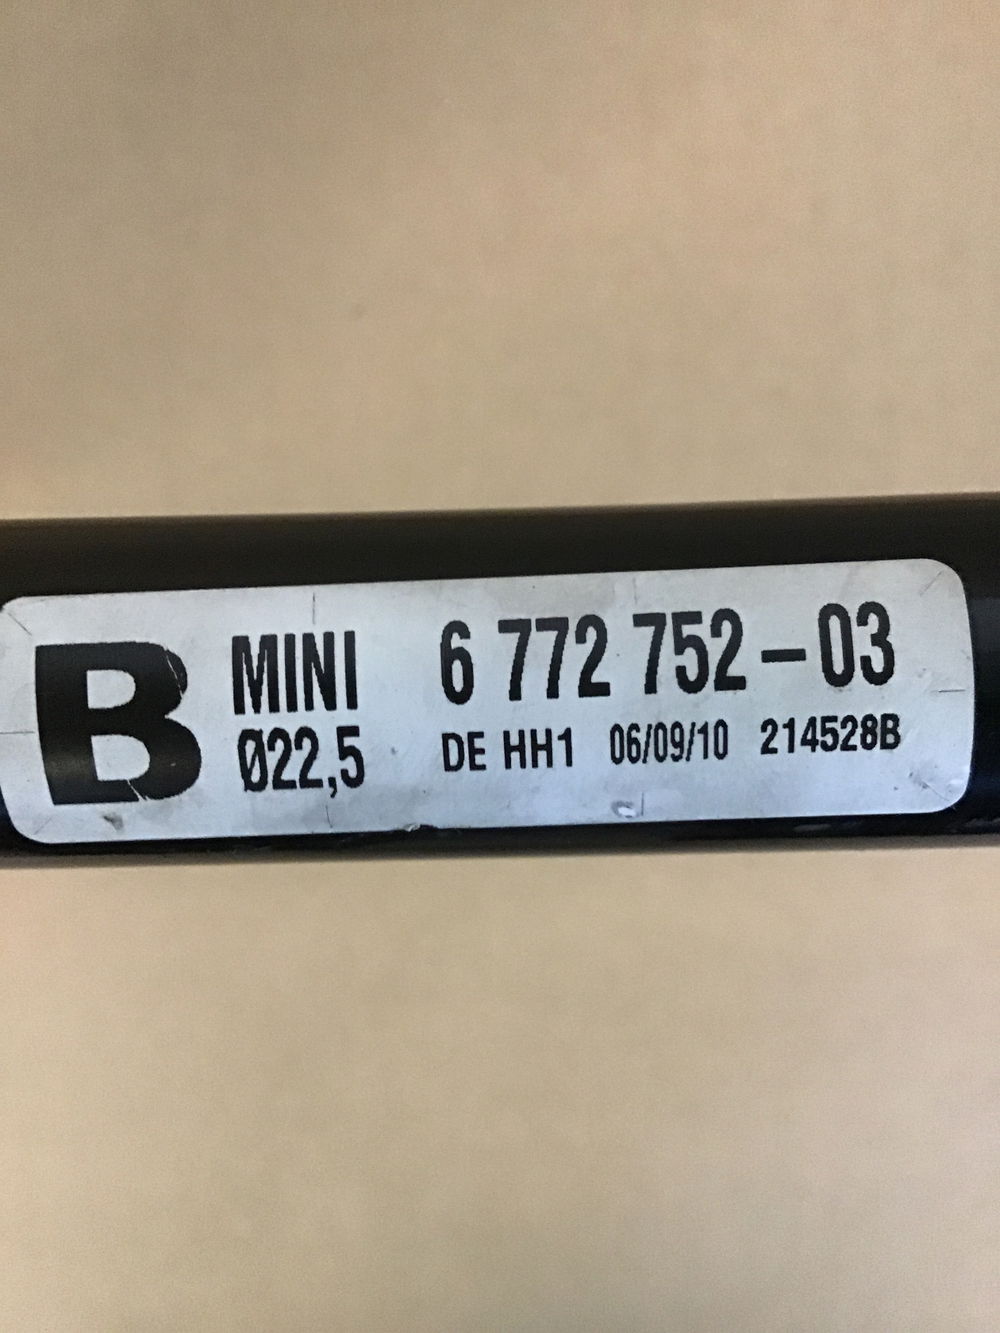 B
MINI 6 772 752-03
Ø22,5 DE HH1 06/09/10 214528B